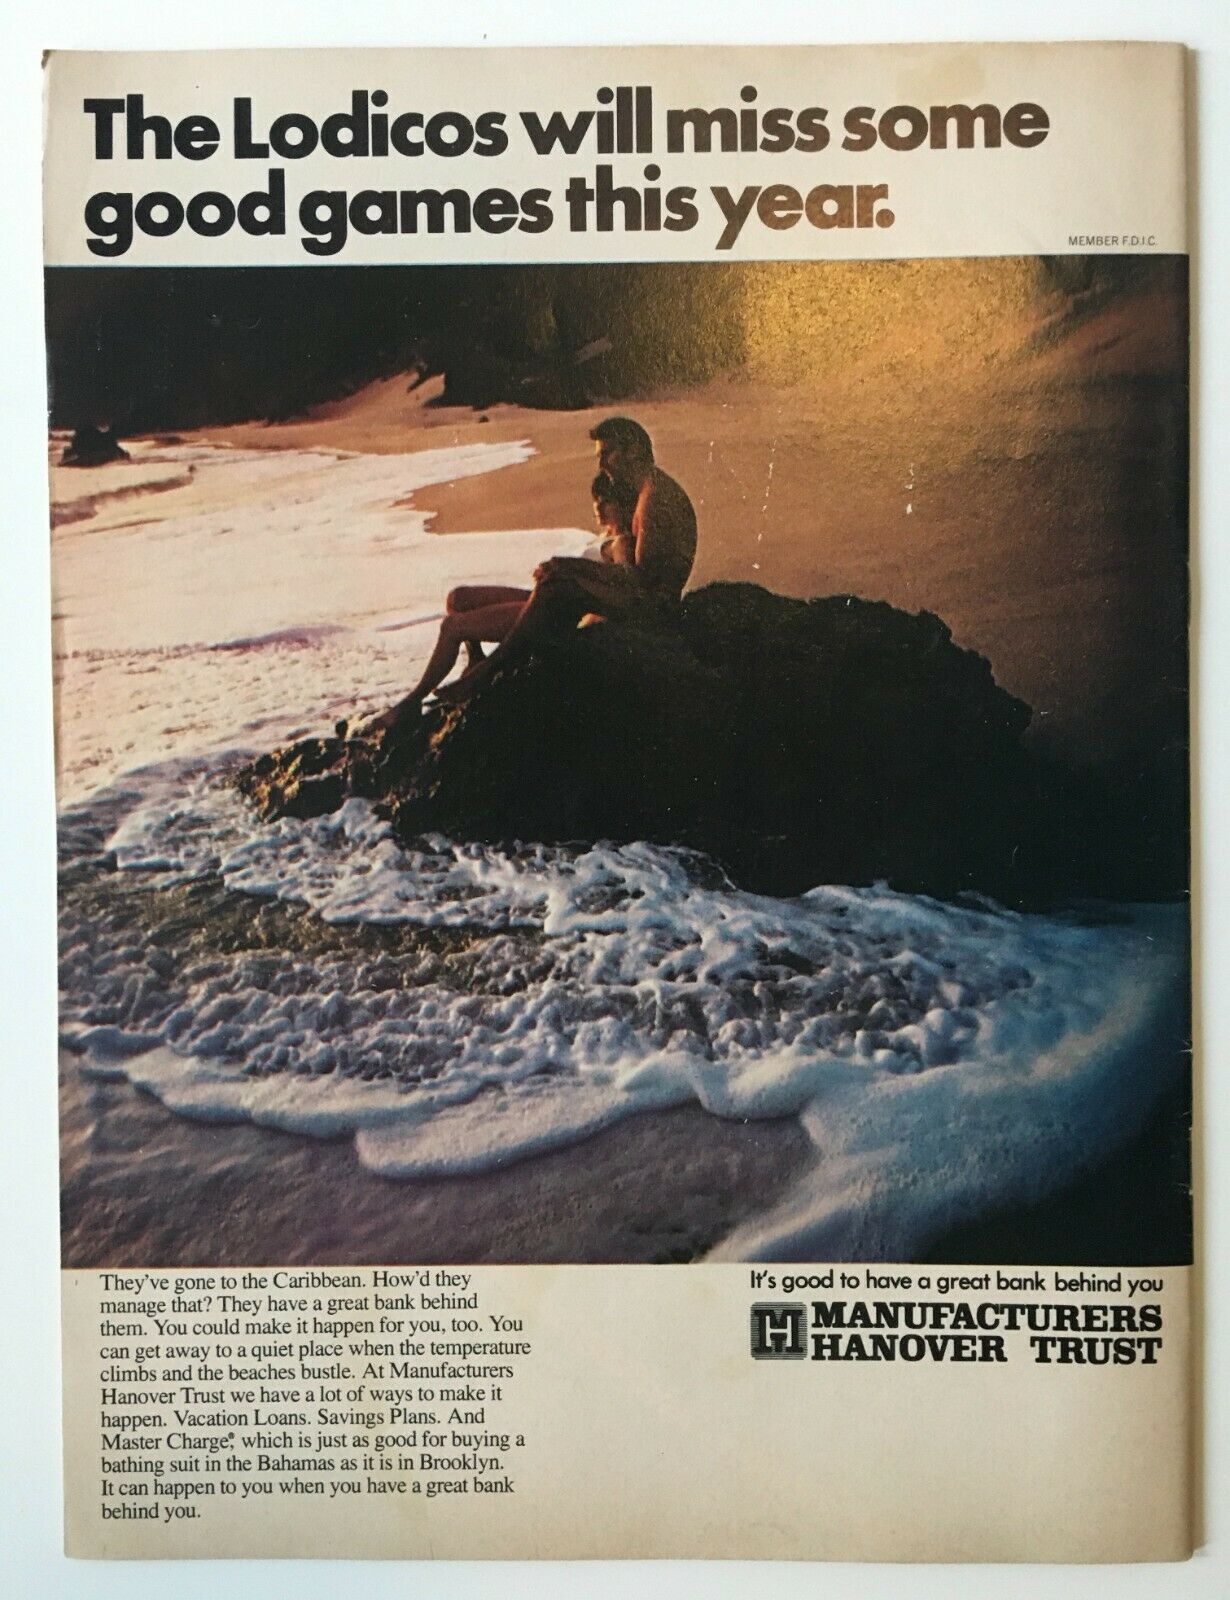 The Lodicos will miss some
good games this year.
MEMBER F.D.I.C.
They've gone to the Caribbean. How'd they
manage that? They have a great bank behind
them. You could make it happen for you, too. You
can get away to a quiet place when the temperature
climbs and the beaches bustle. At Manufacturers
Hanover Trust we have a lot of ways to make it
happen. Vacation Loans. Savings Plans. And
Master Charge®, which is just as good for buying a
bathing suit in the Bahamas as it is in Brooklyn.
It can happen to you when you have a great bank
behind you.
It's good to have a great bank behind you
MANUFACTURERS
HANOVER TRUST